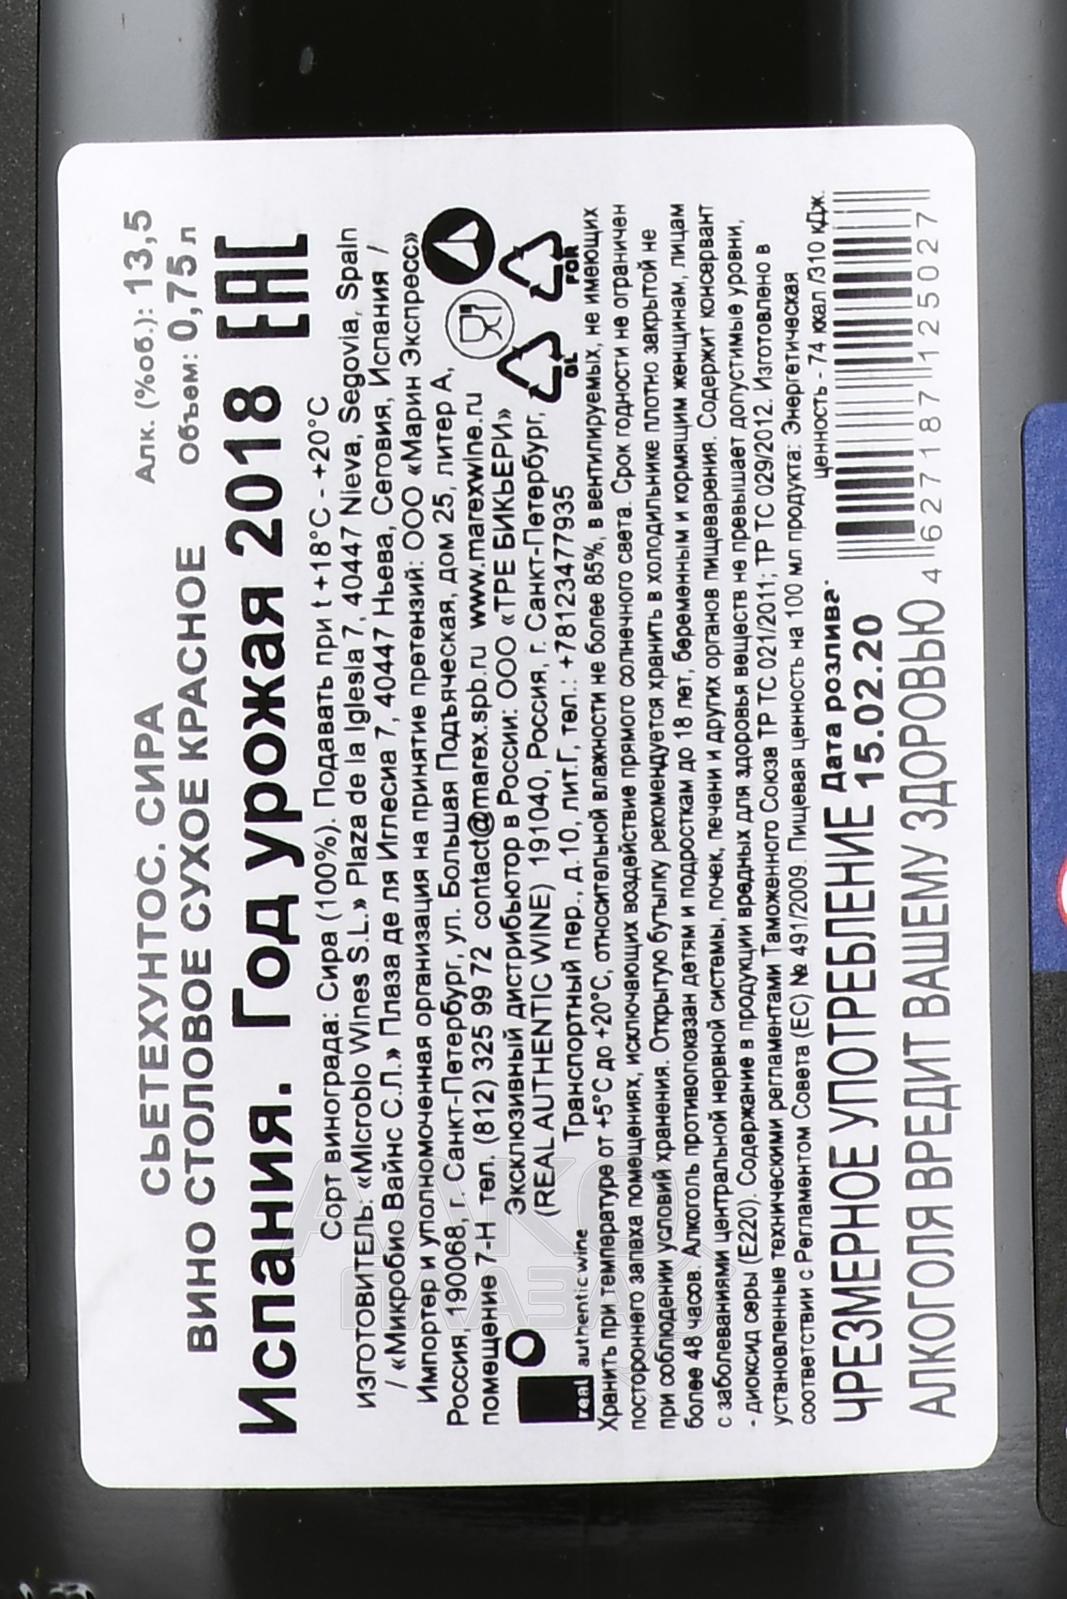 СЬЕТЕХУНТОС. СИРА
Алк. (%об.): 13,5
ВИНО СТОЛОВОЕ СУХОЕ КРАСНОЕ
Объем: 0,75 л
Испания. Год урожая 2018 EAC
Сорт винограда: Сира (100%). Подавать при t +18°C - +20°C
ИЗГОТОВИТЕЛЬ: «MIcrobIo Wines S.L.» Plaza de la Iglesia 7, 40447 Nieva, Segovia, Spain
/ «Микробио Вайнс С.Л.» Плаза де ля Иглесиа 7, 40447 Ньева, Сеговия, Испания /
Импортер и уполномоченная организация на принятие претензий: ООО «Марин Экспресс»
Россия, 190068, г. Санкт-Петербург, ул. Большая Подъяческая, дом 25, литер А,
помещение 7-Н тел. (812) 325 99 72 contact@marex.spb.ru www.marexwine.ru
Эксклюзивный дистрибьютор в России: ООО «ТРЕ БИКЬЕРИ»
(REAL AUTHENTIC WINE) 191040, Россия, г. Санкт-Петербург,
Транспортный пер., д.10, лит.Г, тел.: +78123477935
GL
FOR
real authentic wine
Хранить при температуре от +5°C до +20°C, относительной влажности не более 85%, в вентилируемых, не имеющих
постороннего запаха помещениях, исключающих воздействие прямого солнечного света. Срок годности не ограничен
при соблюдении условий хранения. Открытую бутылку рекомендуется хранить в холодильнике плотно закрытой не
более 48 часов. Алкоголь противопоказан детям и подросткам до 18 лет, беременным и кормящим женщинам, лицам
с заболеваниями центральной нервной системы, почек, печени и других органов пищеварения. Содержит консервант
- диоксид серы (Е220). Содержание в продукции вредных для здоровья веществ не превышает допустимые уровни,
установленные техническими регламентами Таможенного Союза ТР ТС 021/2011; ТР ТС 029/2012. Изготовлено в
соответствии с Регламентом Совета (ЕС) № 491/2009. Пищевая ценность на 100 мл продукта: Энергетическая
ценность - 74 ккал /310 кДж.
ЧРЕЗМЕРНОЕ УПОТРЕБЛЕНИЕ
Дата розлива:
15.02.20
АЛКОГОЛЯ ВРЕДИТ ВАШЕМУ ЗДОРОВЬЮ
4 627187 125027
АЛКО
ПЛАЗА